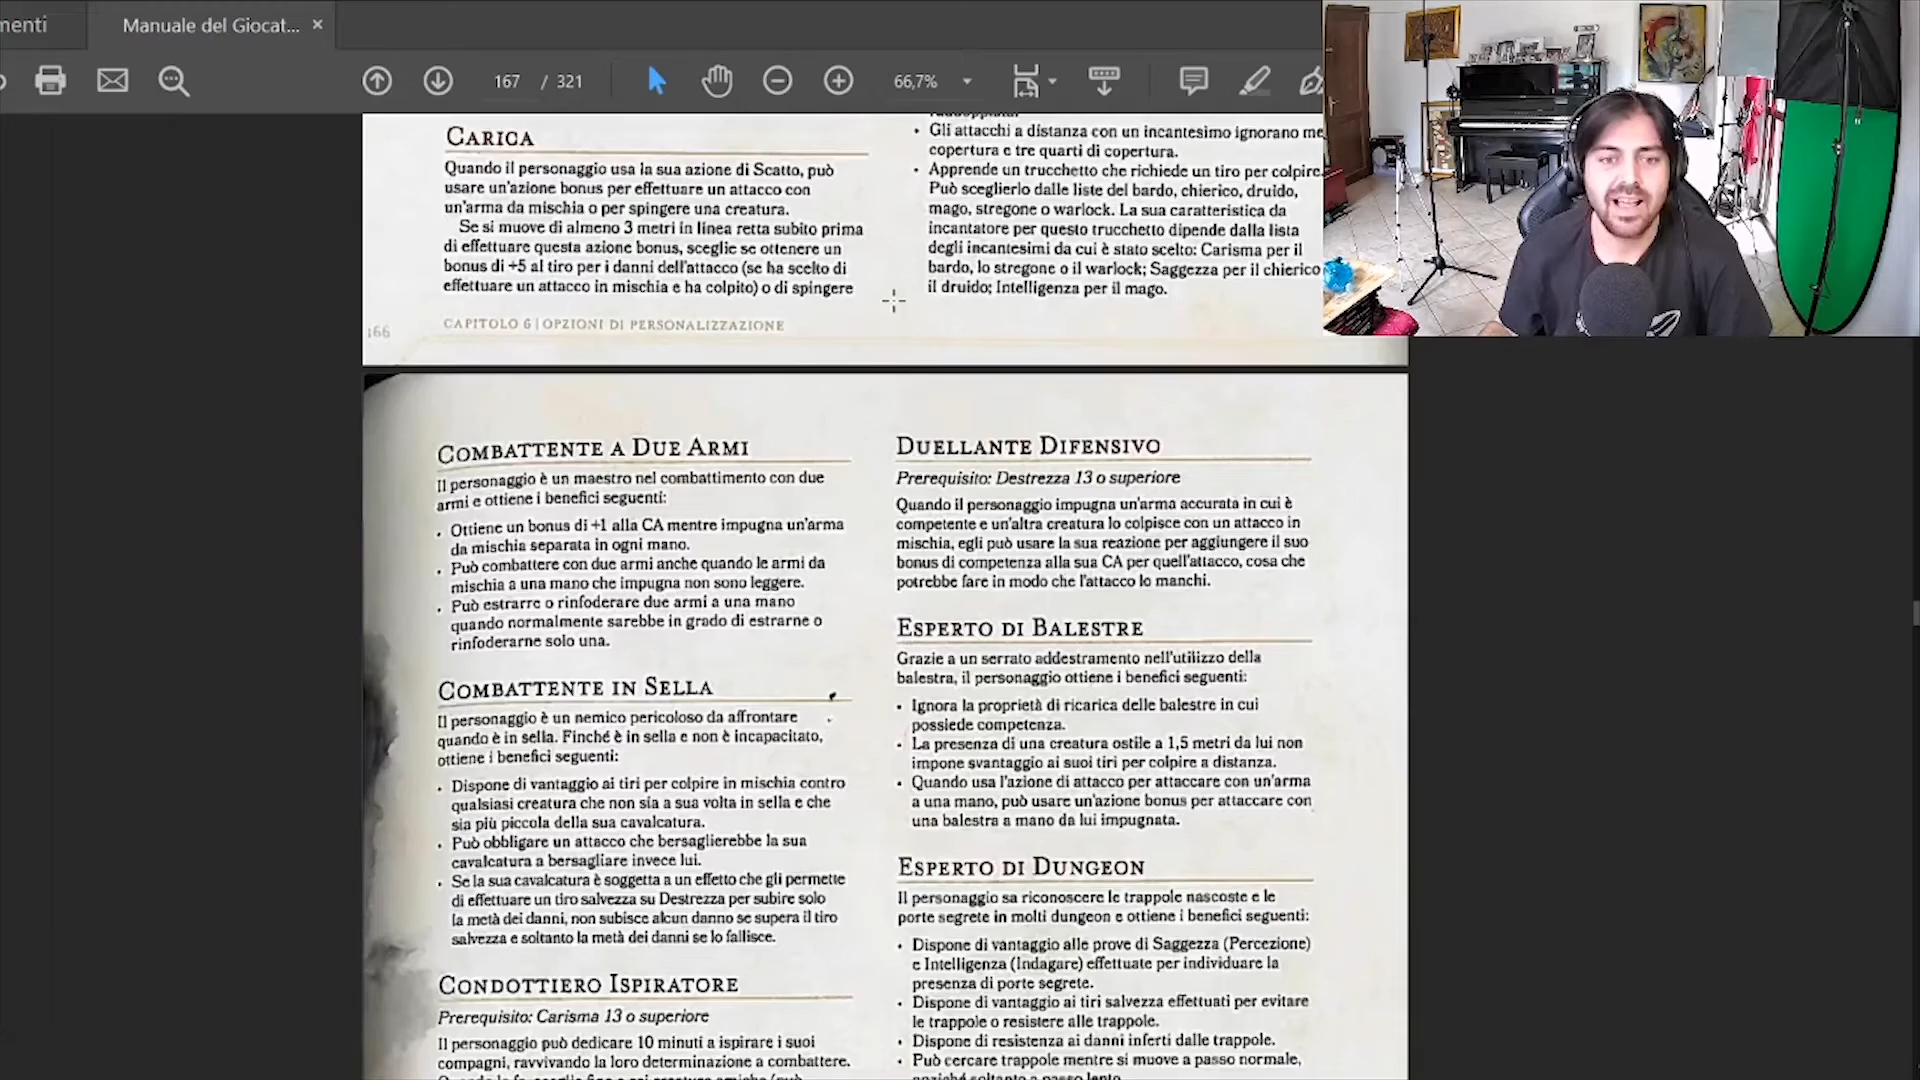 menti
Manuale del Giocat... ×
167 / 321
66,7%
CARICA
Quando il personaggio usa la sua azione di Scatto, può
usare un'azione bonus per effettuare un attacco con
un'arma da mischia o per spingere una creatura.
Se si muove di almeno 3 metri in linea retta subito prima
di effettuare questa azione bonus, sceglie se ottenere un
bonus di +5 al tiro per i danni dell'attacco (se ha scelto di
effettuare un attacco in mischia e ha colpito) o di spingere
166
CAPITOLO 6 | OPZIONI DI PERSONALIZZAZIONE
• Gli attacchi a distanza con un incantesimo ignorano me
copertura e tre quarti di copertura.
• Apprende un trucchetto che richiede un tiro per colpire.
Può sceglierlo dalle liste del bardo, chierico, druido,
mago, stregone o warlock. La sua caratteristica da
incantatore per questo trucchetto dipende dalla lista
degli incantesimi da cui è stato scelto: Carisma per il
bardo, lo stregone o il warlock; Saggezza per il chierico
il druido; Intelligenza per il mago.
COMBATTENTE A DUE ARMI
Il personaggio è un maestro nel combattimento con due
armi e ottiene i benefici seguenti:
• Ottiene un bonus di +1 alla CA mentre impugna un'arma
da mischia separata in ogni mano.
• Può combattere con due armi anche quando le armi da
mischia a una mano che impugna non sono leggere.
• Può estrarre o rinfoderare due armi a una mano
quando normalmente sarebbe in grado di estrarne o
rinfoderarne solo una.
COMBATTENTE IN SELLA
Il personaggio è un nemico pericoloso da affrontare
quando è in sella. Finché è in sella e non è incapacitato,
ottiene i benefici seguenti:
• Dispone di vantaggio ai tiri per colpire in mischia contro
qualsiasi creatura che non sia a sua volta in sella e che
sia più piccola della sua cavalcatura.
• Può obbligare un attacco che bersaglierebbe la sua
cavalcatura a bersagliare invece lui.
• Se la sua cavalcatura è soggetta a un effetto che gli permette
di effettuare un tiro salvezza su Destrezza per subire solo
la metà dei danni, non subisce alcun danno se supera il tiro
salvezza e soltanto la metà dei danni se lo fallisce.
CONDOTTIERO ISPIRATORE
Prerequisito: Carisma 13 o superiore
Il personaggio può dedicare 10 minuti a ispirare i suoi
compagni, ravvivando la loro determinazione a combattere.
DUELLANTE DIFENSIVO
Prerequisito: Destrezza 13 o superiore
Quando il personaggio impugna un'arma accurata in cui è
competente e un'altra creatura lo colpisce con un attacco in
mischia, egli può usare la sua reazione per aggiungere il suo
bonus di competenza alla sua CA per quell'attacco, cosa che
potrebbe fare in modo che l'attacco lo manchi.
ESPERTO DI BALESTRE
Grazie a un serrato addestramento nell'utilizzo della
balestra, il personaggio ottiene i benefici seguenti:
• Ignora la proprietà di ricarica delle balestre in cui
possiede competenza.
• La presenza di una creatura ostile a 1,5 metri da lui non
impone svantaggio ai suoi tiri per colpire a distanza.
• Quando usa l'azione di attacco per attaccare con un'arma
a una mano, può usare un'azione bonus per attaccare con
una balestra a mano da lui impugnata.
ESPERTO DI DUNGEON
Il personaggio sa riconoscere le trappole nascoste e le
porte segrete in molti dungeon e ottiene i benefici seguenti:
• Dispone di vantaggio alle prove di Saggezza (Percezione)
e Intelligenza (Indagare) effettuate per individuare la
presenza di porte segrete.
• Dispone di vantaggio ai tiri salvezza effettuati per evitare
le trappole o resistere alle trappole.
• Dispone di resistenza ai danni inferti dalle trappole.
• Può cercare trappole mentre si muove a passo normale,